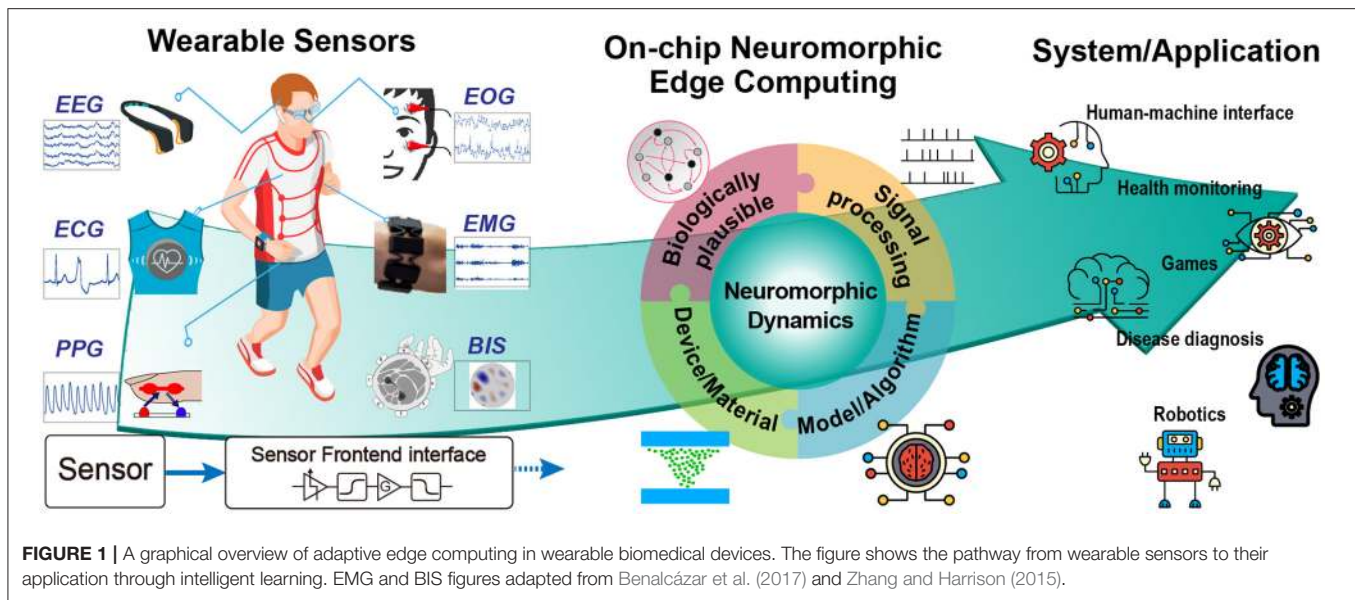 Wearable Sensors
EEG
EOG
ECG
EMG
PPG
BIS
Sensor
Sensor Frontend interface
G
On-chip Neuromorphic
Edge Computing
Biologically
plausible
Signal
processing
Neuromorphic
Dynamics
Device/Material
Model/Algorithm
System/Application
Human-machine interface
Health monitoring
Games
Disease diagnosis
Robotics
FIGURE 1 | A graphical overview of adaptive edge computing in wearable biomedical devices. The figure shows the pathway from wearable sensors to their
application through intelligent learning. EMG and BIS figures adapted from Benalcázar et al. (2017) and Zhang and Harrison (2015).